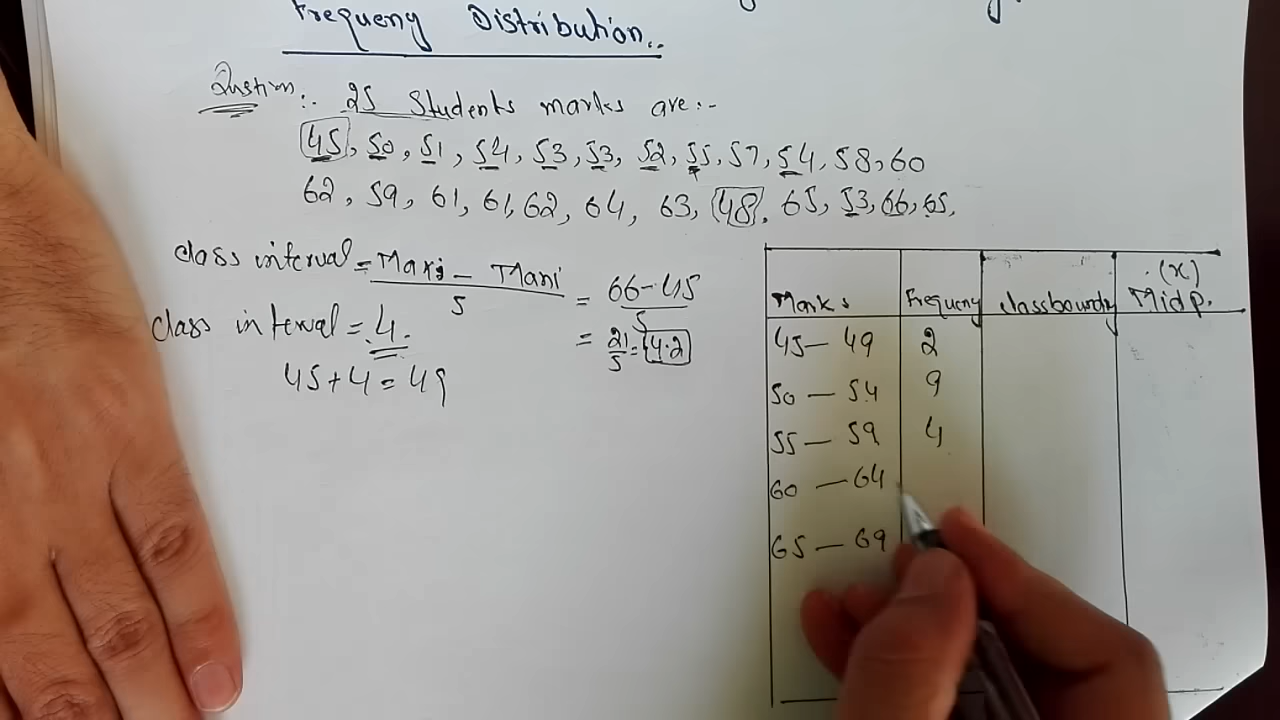 Frequeny Distribution..
Question:. 25 Students marks are:-
45, 50, 51, 54, 53, 53, 52, 55, 57, 54, 58, 60
62, 59, 61, 61, 62, 64, 63, 48, 65, 53, 66, 65,
class interval = Maxi - Mani / 5 = 66-45 / 5
class interval = 4. = 21/5 = 4.2
45+4=49
Marks Frequeny classboundry (x) Midp.
45 — 49 2
50 — 54 9
55 — 59 4
60 — 64
65 — 69